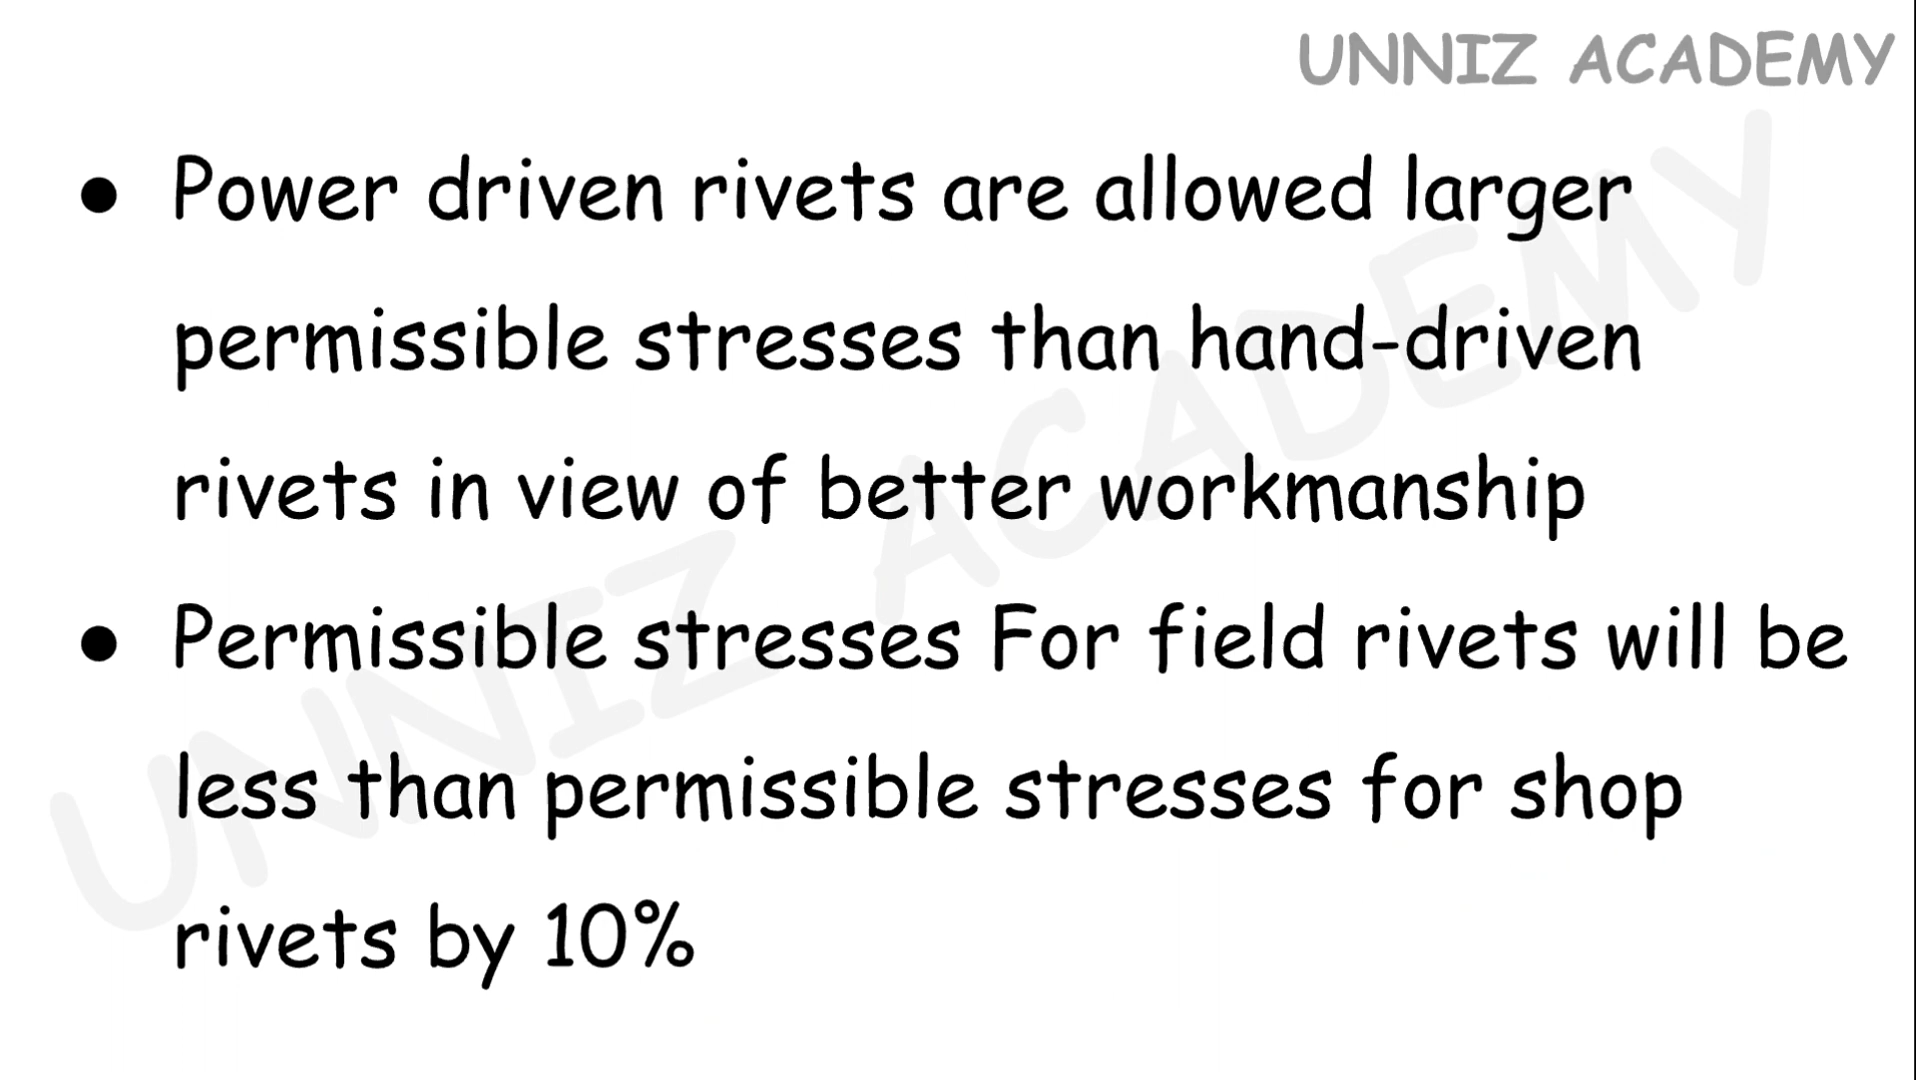 UNNIZ ACADEMY
● Power driven rivets are allowed larger
permissible stresses than hand-driven
rivets in view of better workmanship
● Permissible stresses For field rivets will be
less than permissible stresses for shop
rivets by 10%
UNNIZ ACADEMY